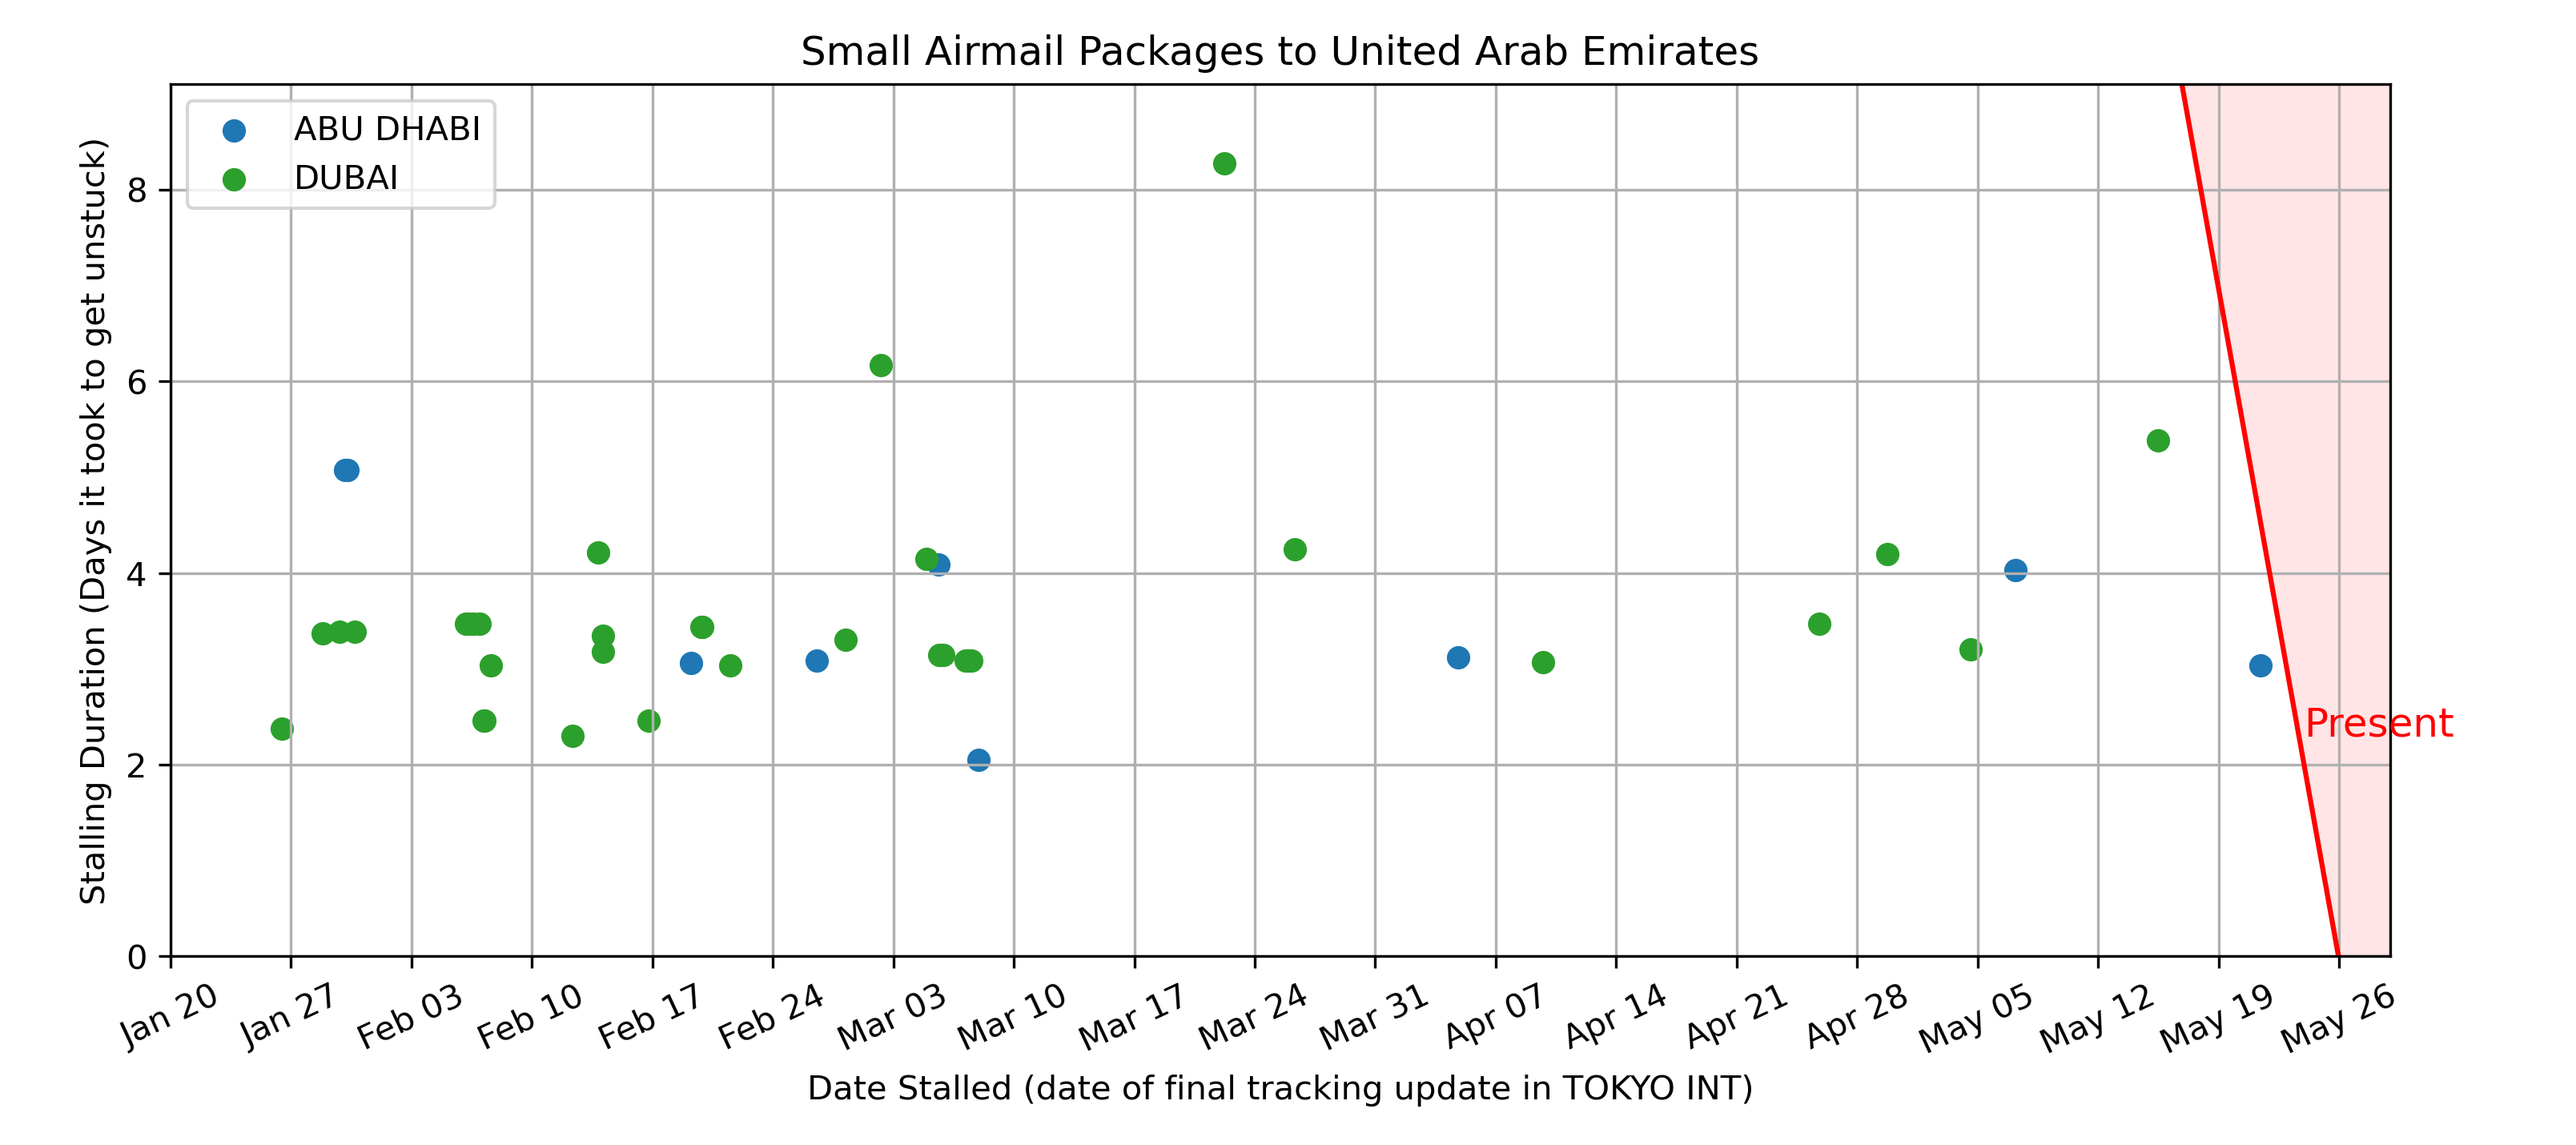 Small Airmail Packages to United Arab Emirates
ABU DHABI
DUBAI
Stalling Duration (Days it took to get unstuck)
8
6
4
2
0
Present
Jan 20
Jan 27
Feb 03
Feb 10
Feb 17
Feb 24
Mar 03
Mar 10
Mar 17
Mar 24
Mar 31
Apr 07
Apr 14
Apr 21
Apr 28
May 05
May 12
May 19
May 26
Date Stalled (date of final tracking update in TOKYO INT)